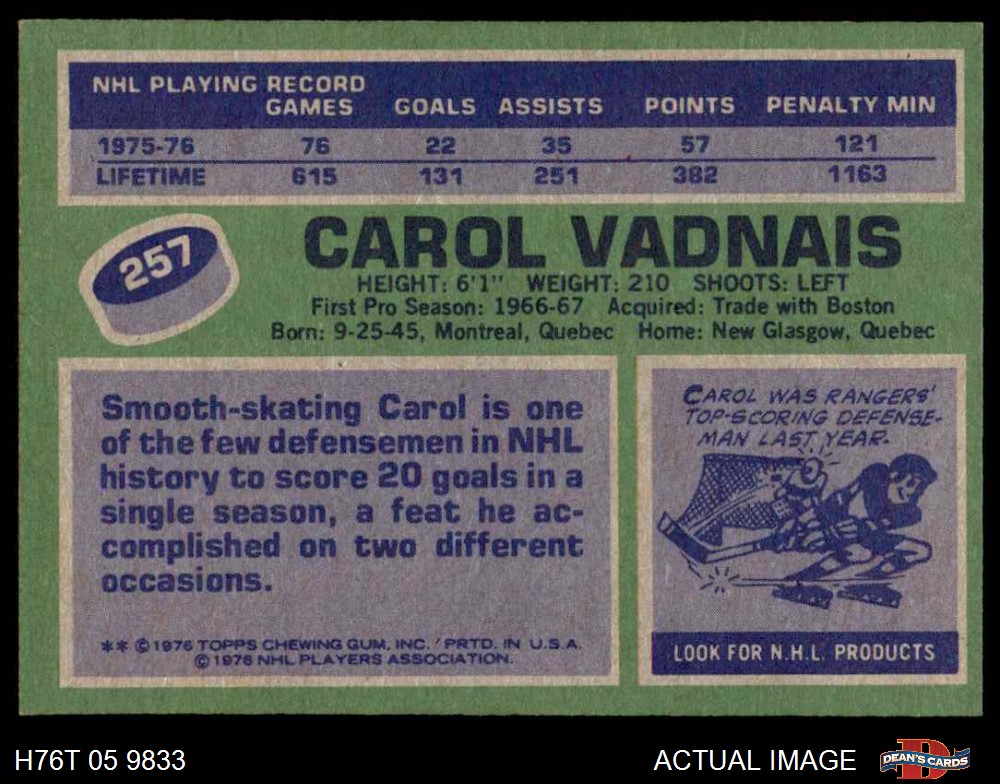 NHL PLAYING RECORD
GAMES GOALS ASSISTS POINTS PENALTY MIN
1975-76 76 22 35 57 121
LIFETIME 615 131 251 382 1163
257
CAROL VADNAIS
HEIGHT: 6'1" WEIGHT: 210 SHOOTS: LEFT
First Pro Season: 1966-67 Acquired: Trade with Boston
Born: 9-25-45, Montreal, Quebec Home: New Glasgow, Quebec
Smooth-skating Carol is one
of the few defensemen in NHL
history to score 20 goals in a
single season, a feat he ac-
complished on two different
occasions.
** ©1976 TOPPS CHEWING GUM, INC. PRTD. IN U.S.A.
©1976 NHL PLAYERS ASSOCIATION.
CAROL WAS RANGERS'
TOP-SCORING DEFENSE-
MAN LAST YEAR.
LOOK FOR N.H.L. PRODUCTS
H76T 05 9833
ACTUAL IMAGE
D
DEAN'S CARDS